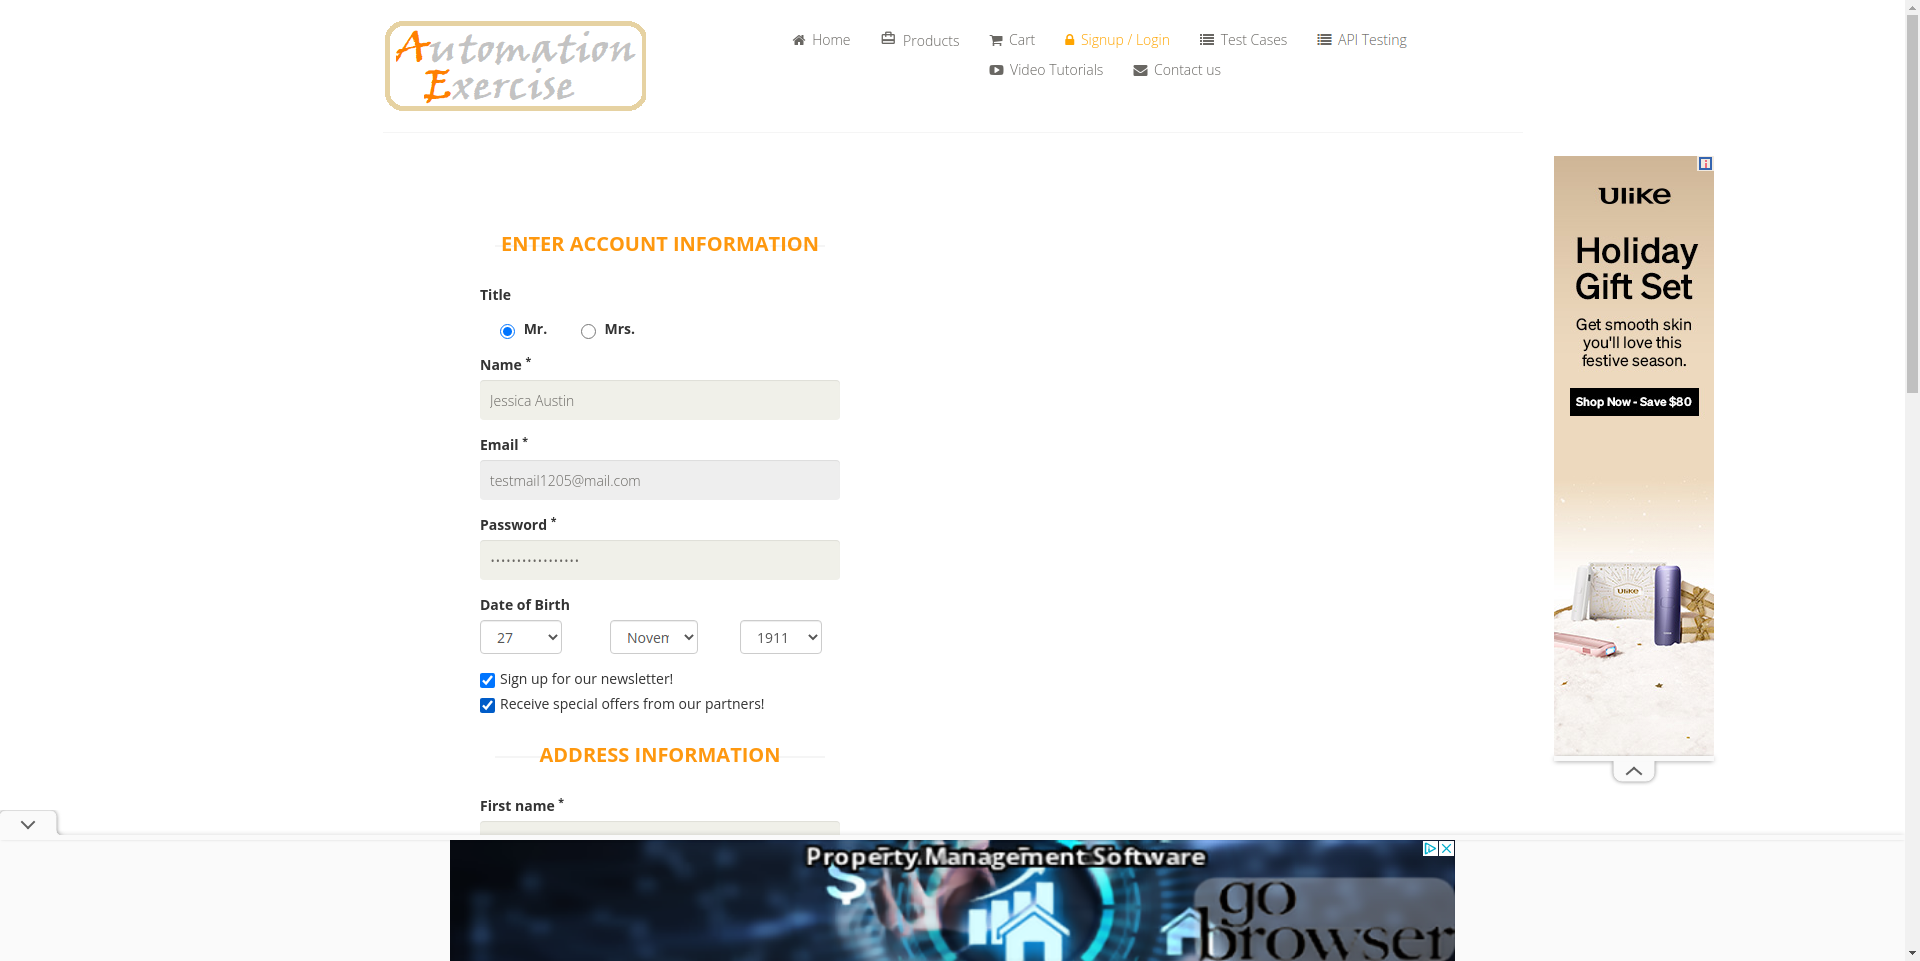 Automation
Exercise
Home
Products
Cart
Signup / Login
Test Cases
API Testing
Video Tutorials
Contact us
ENTER ACCOUNT INFORMATION
Title
Mr.
Mrs.
Name *
Jessica Austin
Email *
testmail1205@mail.com
Password *
•••••••••••••••••
Date of Birth
27
Novem
1911
Sign up for our newsletter!
Receive special offers from our partners!
ADDRESS INFORMATION
First name *
Ulike
Holiday
Gift Set
Get smooth skin
you'll love this
festive season.
Shop Now - Save $80
Ulike
Property Management Software
$
go
browser